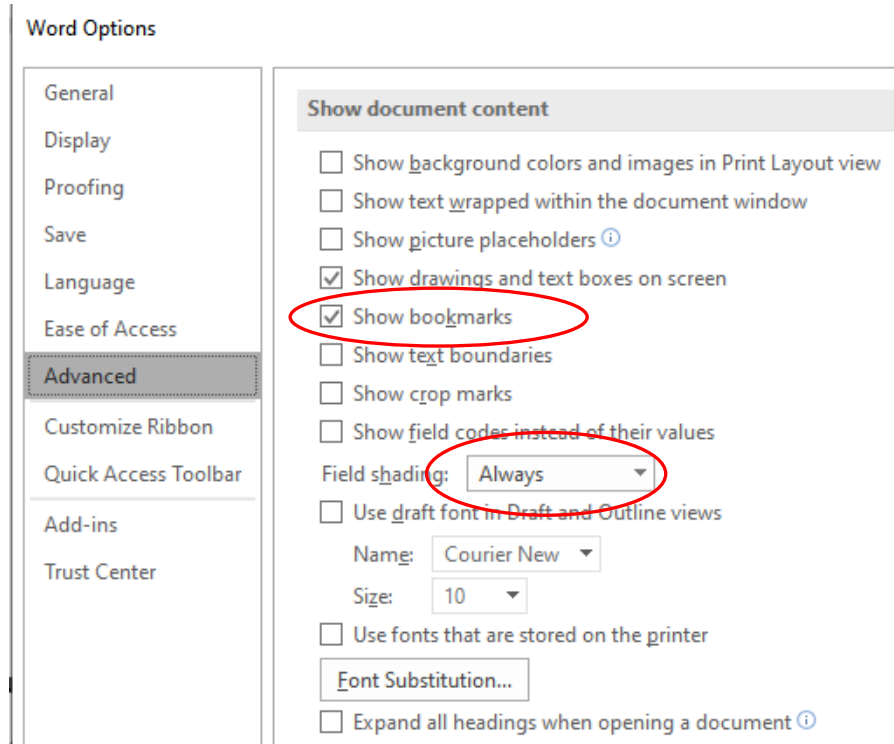 Word Options
General
Display
Proofing
Save
Language
Ease of Access
Advanced
Customize Ribbon
Quick Access Toolbar
Add-ins
Trust Center
Show document content
Show background colors and images in Print Layout view
Show text wrapped within the document window
Show picture placeholders
Show drawings and text boxes on screen
Show bookmarks
Show text boundaries
Show crop marks
Show field codes instead of their values
Field shading: Always
Use draft font in Draft and Outline views
Name: Courier New
Size: 10
Use fonts that are stored on the printer
Font Substitution...
Expand all headings when opening a document